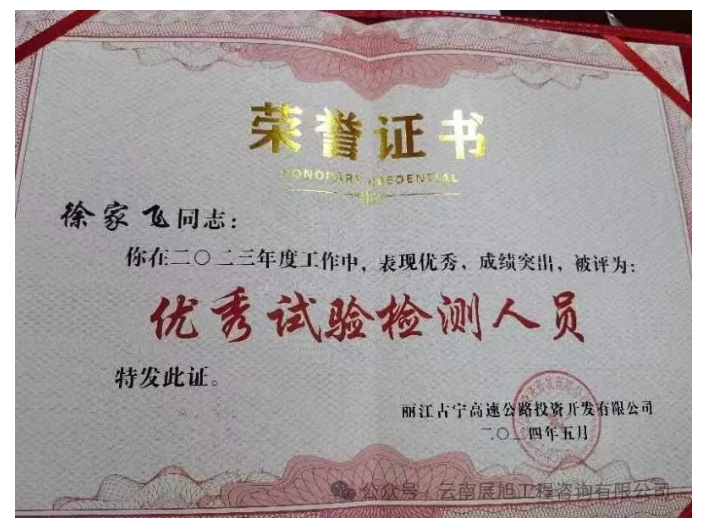 荣誉证书
HONORARY CREDENTIAL
徐家飞同志：
你在二〇二三年度工作中，表现优秀，成绩突出，被评为：
优秀试验检测人员
特发此证。
丽江古宁高速公路投资开发有限公司
二〇二四年五月
公众号·云南展旭工程咨询有限公司